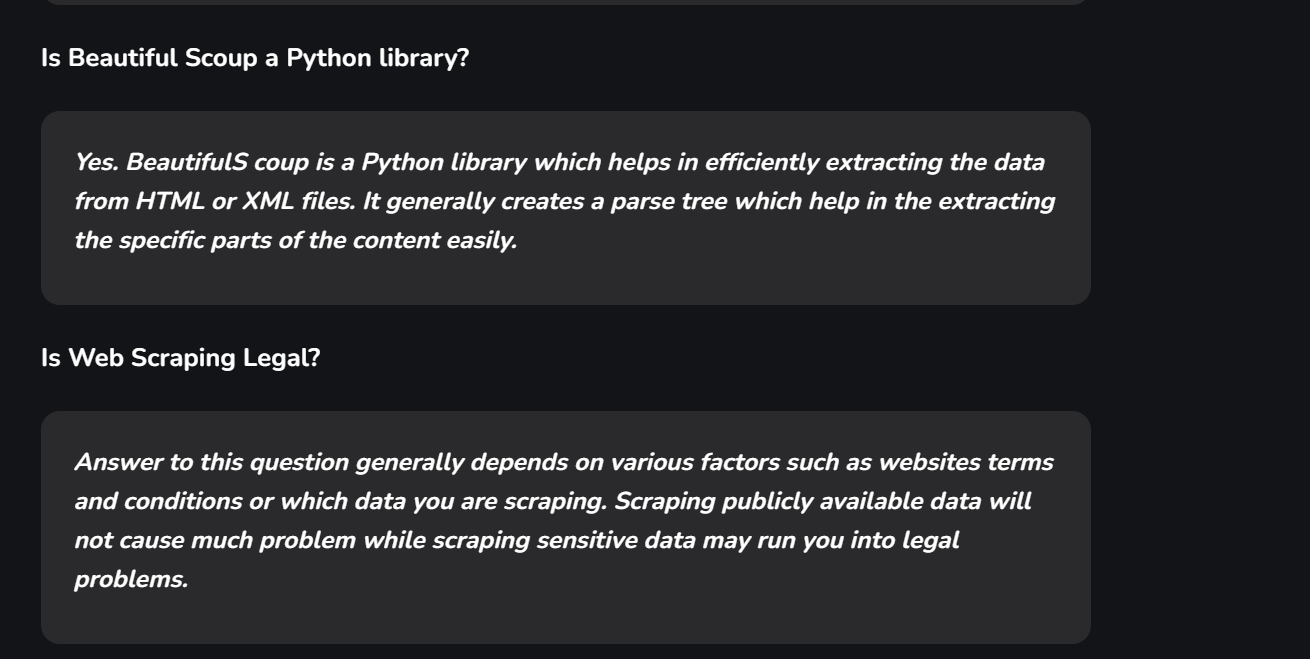 Is Beautiful Scoup a Python library?
Yes. BeautifulS coup is a Python library which helps in efficiently extracting the data
from HTML or XML files. It generally creates a parse tree which help in the extracting
the specific parts of the content easily.
Is Web Scraping Legal?
Answer to this question generally depends on various factors such as websites terms
and conditions or which data you are scraping. Scraping publicly available data will
not cause much problem while scraping sensitive data may run you into legal
problems.